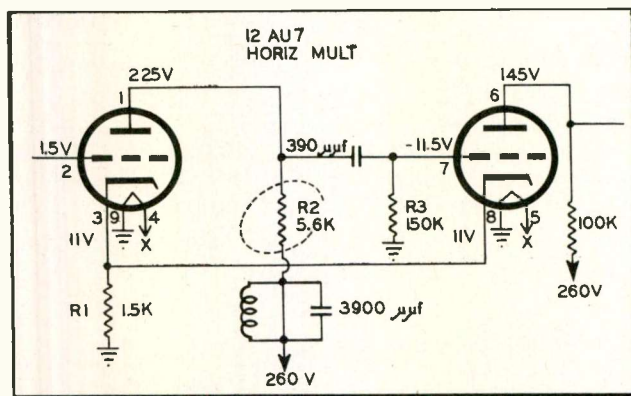 12 AU7
HORIZ MULT
225V
145V
1
6
1.5V
2
390 μμf
-11.5V
7
3 9 4
8 5
R2
5.6K
R3
150K
100K
11V
X
11V
X
R1
1.5K
3900 μμf
260V
260 V